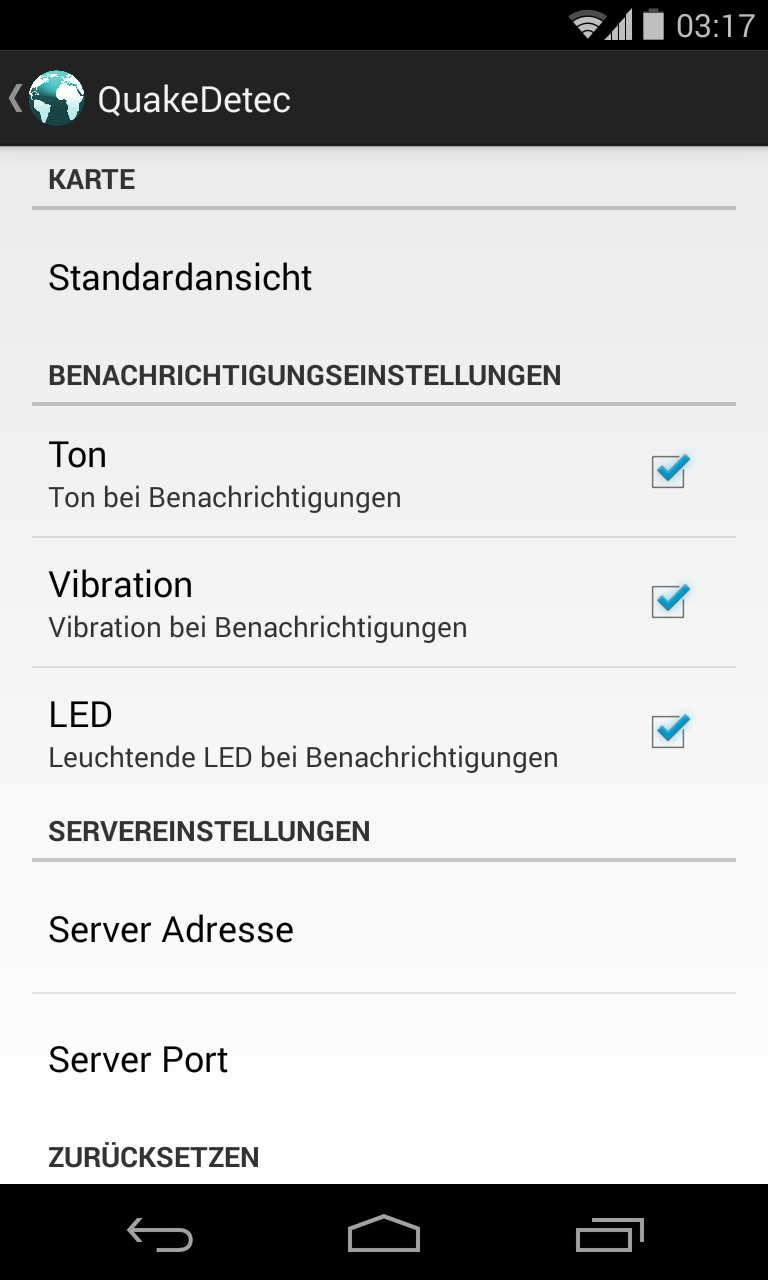 03:17
QuakeDetec
KARTE
Standardansicht
BENACHRICHTIGUNGSEINSTELLUNGEN
Ton
Ton bei Benachrichtigungen
Vibration
Vibration bei Benachrichtigungen
LED
Leuchtende LED bei Benachrichtigungen
SERVEREINSTELLUNGEN
Server Adresse
Server Port
ZURÜCKSETZEN